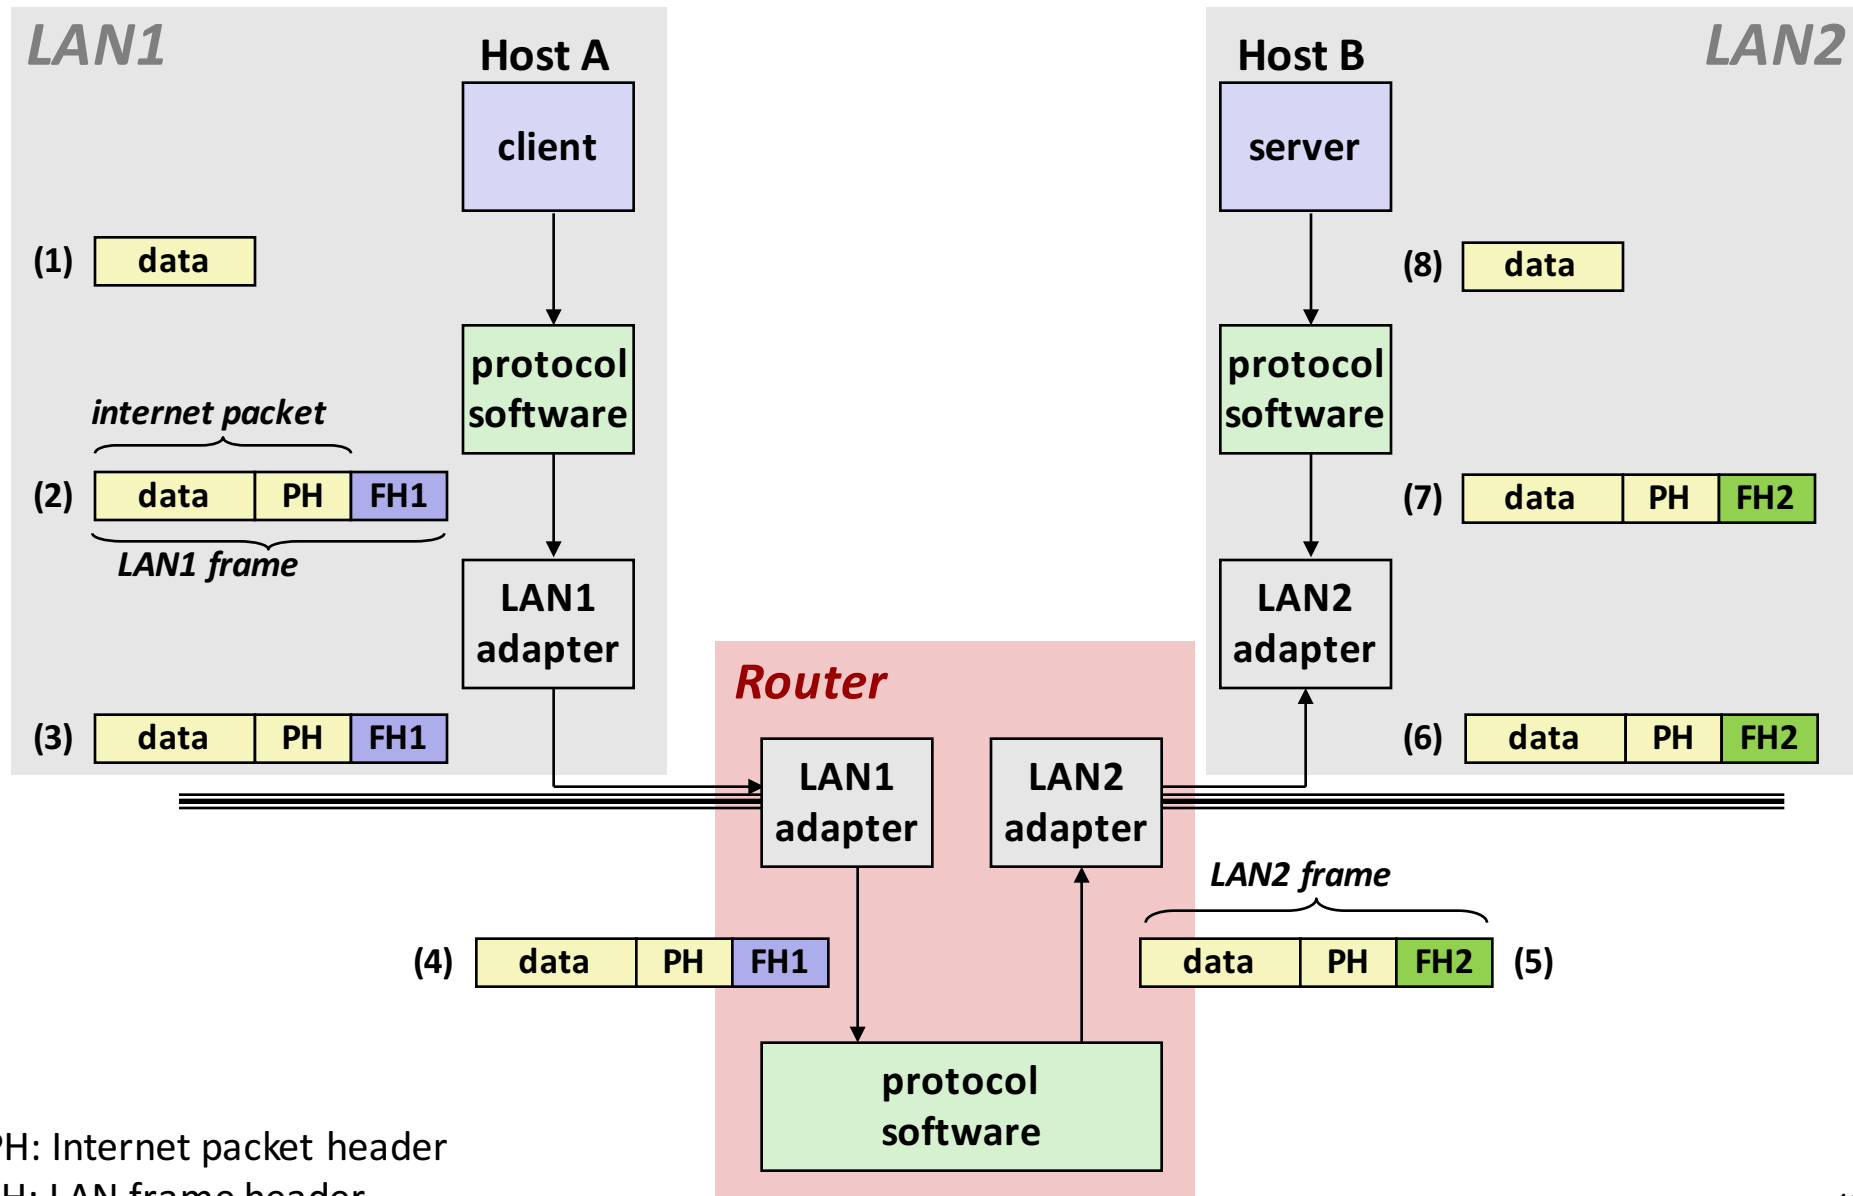 LAN1
Host A
client
(1) data
protocol
software
internet packet
(2) data PH FH1
LAN1 frame
LAN1
adapter
(3) data PH FH1
Host B
LAN2
server
(8) data
protocol
software
(7) data PH FH2
LAN2
adapter
(6) data PH FH2
Router
LAN1
adapter
LAN2
adapter
LAN2 frame
(4) data PH FH1
data PH FH2 (5)
protocol
software
PH: Internet packet header
H: LAN frame header